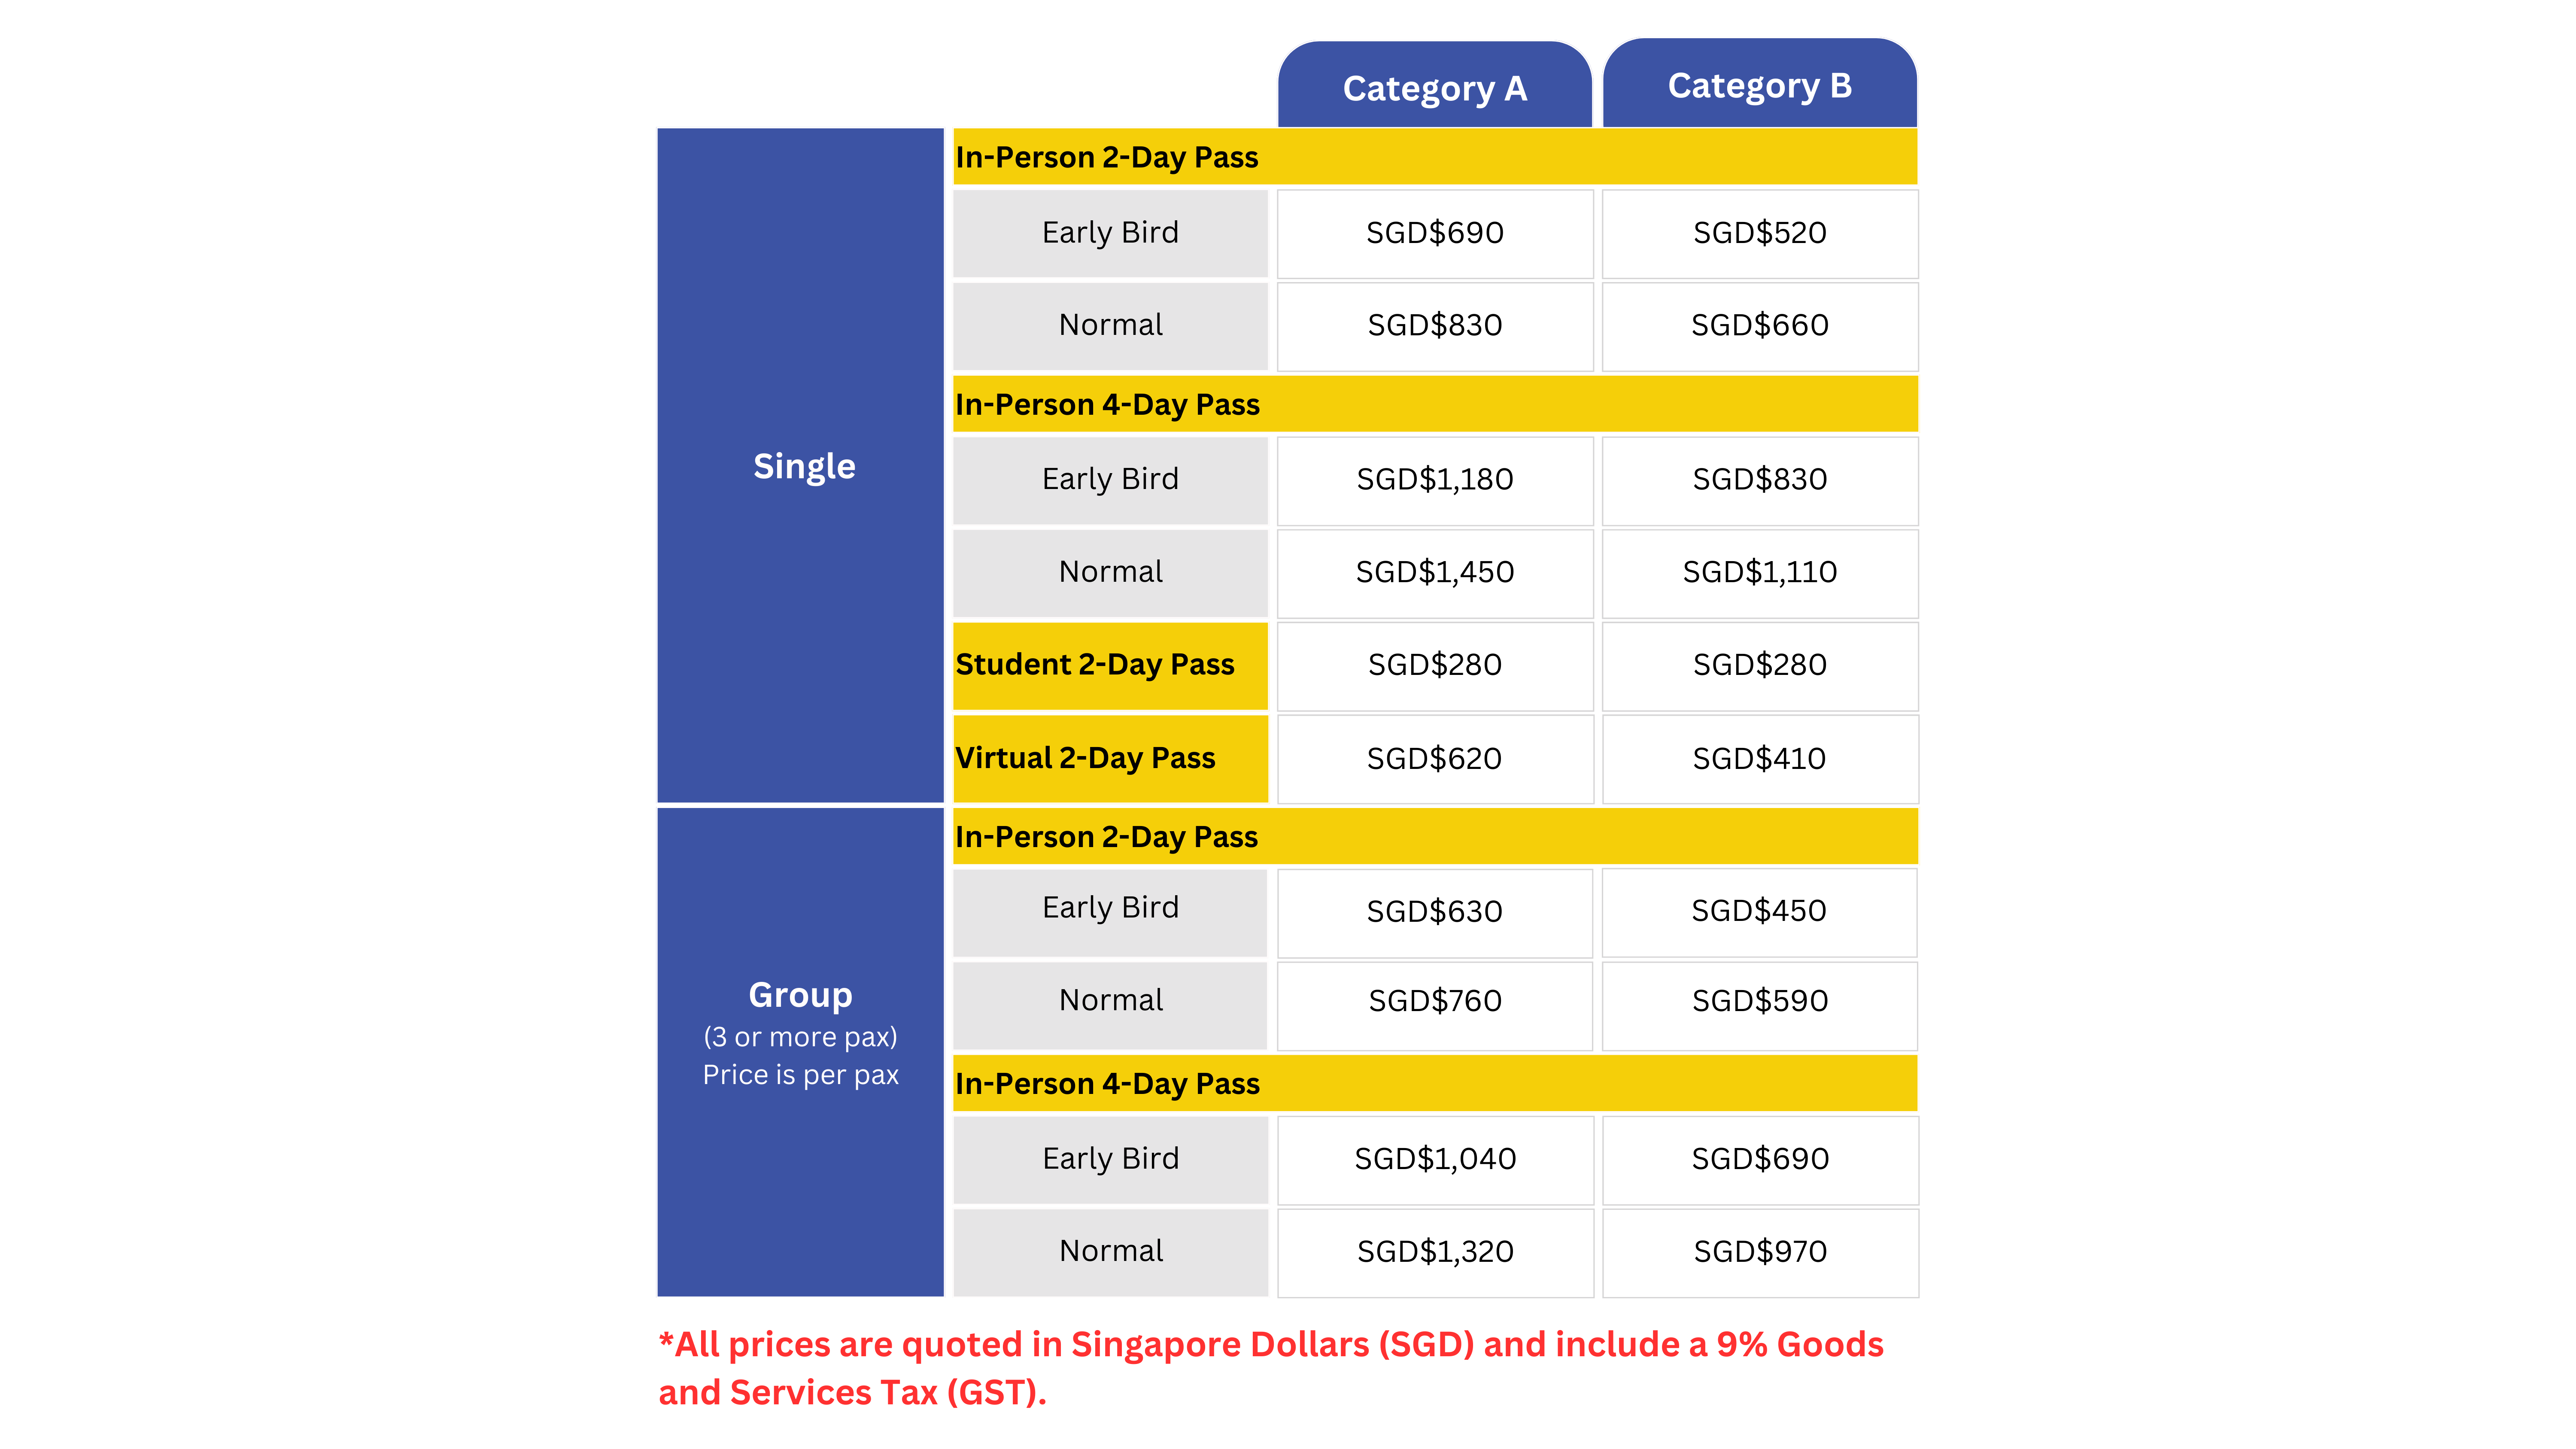 Category A Category B
In-Person 2-Day Pass
Early Bird SGD$690 SGD$520
Normal SGD$830 SGD$660
In-Person 4-Day Pass
Single
Early Bird SGD$1,180 SGD$830
Normal SGD$1,450 SGD$1,110
Student 2-Day Pass SGD$280 SGD$280
Virtual 2-Day Pass SGD$620 SGD$410
In-Person 2-Day Pass
Early Bird SGD$630 SGD$450
Normal SGD$760 SGD$590
Group
(3 or more pax)
Price is per pax
In-Person 4-Day Pass
Early Bird SGD$1,040 SGD$690
Normal SGD$1,320 SGD$970
*All prices are quoted in Singapore Dollars (SGD) and include a 9% Goods
and Services Tax (GST).